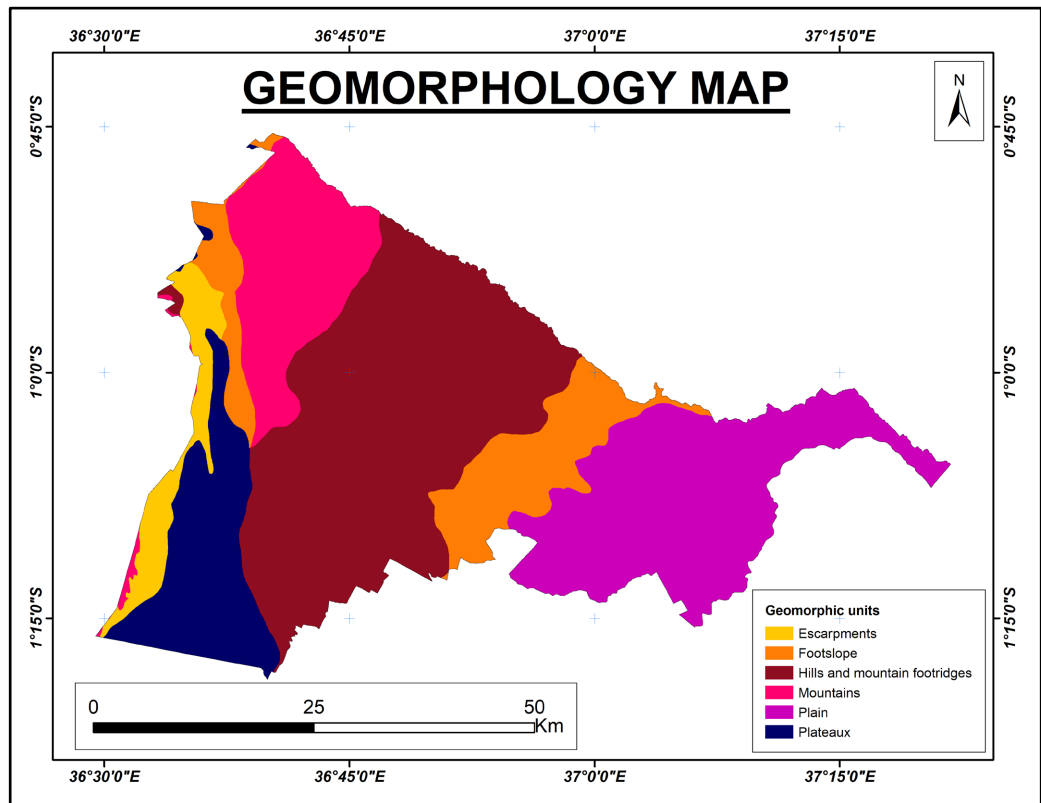 36°30'0"E 36°45'0"E 37°0'0"E 37°15'0"E
GEOMORPHOLOGY MAP
N
0°45'0"S 0°45'0"S
1°0'0"S 1°0'0"S
1°15'0"S 1°15'0"S
Geomorphic units
Escarpments
Footslope
Hills and mountain footridges
Mountains
Plain
Plateaux
0 25 50
Km
36°30'0"E 36°45'0"E 37°0'0"E 37°15'0"E